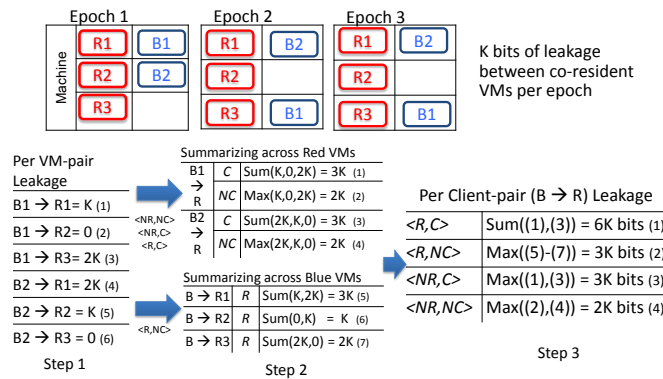 Epoch 1
Epoch 2
Epoch 3
Machine
R1 B1
R2 B2
R3
R1 B2
R2
R3 B1
R1 B2
R2
R3 B1
K bits of leakage
between co-resident
VMs per epoch
Per VM-pair
Leakage
B1 → R1= K (1)
B1 → R2= 0 (2)
B1 → R3= 2K (3)
B2 → R1= 2K (4)
B2 → R2 = K (5)
B2 → R3 = 0 (6)
Step 1
<NR,NC>
<NR,C>
<R,C>
<R,NC>
Summarizing across Red VMs
B1 → R
C Sum(K,0,2K) = 3K (1)
NC Max(K,0,2K) = 2K (2)
B2 → R
C Sum(2K,K,0) = 3K (3)
NC Max(2K,K,0) = 2K (4)
Summarizing across Blue VMs
B → R1 R Sum(K,2K) = 3K (5)
B → R2 R Sum(0,K) = K (6)
B → R3 R Sum(2K,0) = 2K (7)
Step 2
Per Client-pair (B → R) Leakage
<R,C> Sum((1),(3)) = 6K bits (1)
<R,NC> Max((5)-(7)) = 3K bits (2)
<NR,C> Max((1),(3)) = 3K bits (3)
<NR,NC> Max((2),(4)) = 2K bits (4)
Step 3